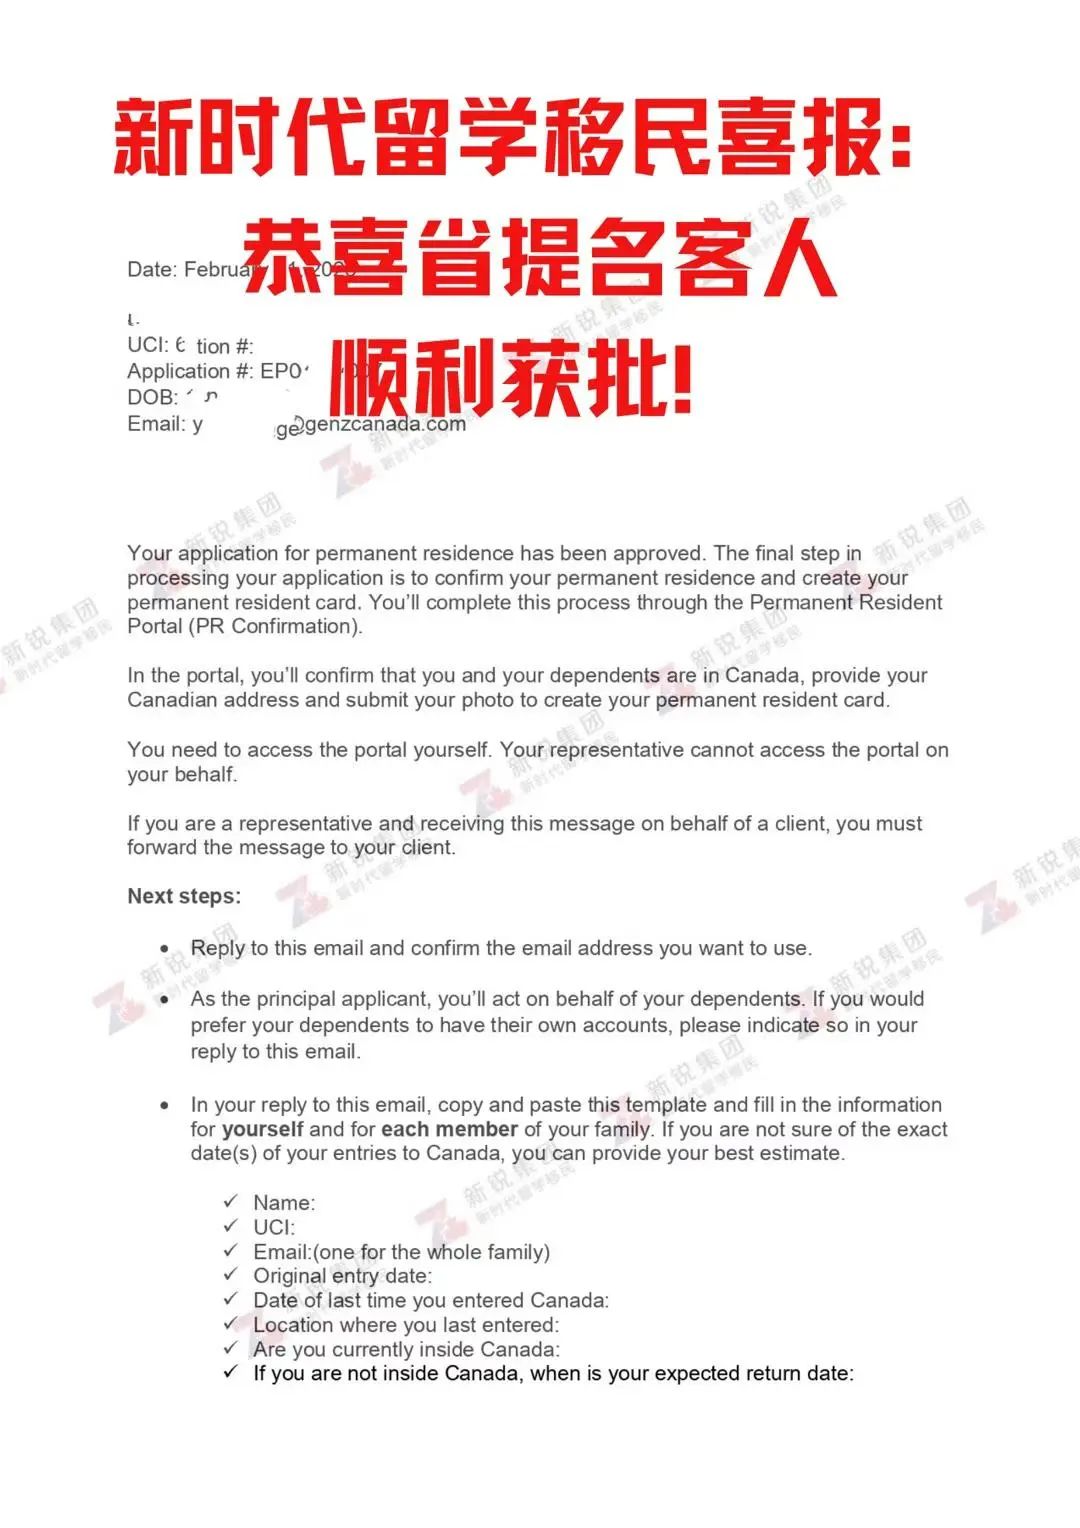 新时代留学移民喜报:
恭喜省提名客人
顺利获批!
Date: Februar
UCI: 6 tion #:
Application #: EP0
DOB:
Email: y ge@genzcanada.com
Your application for permanent residence has been approved. The final step in
processing your application is to confirm your permanent residence and create your
permanent resident card. You’ll complete this process through the Permanent Resident
Portal (PR Confirmation).
In the portal, you’ll confirm that you and your dependents are in Canada, provide your
Canadian address and submit your photo to create your permanent resident card.
You need to access the portal yourself. Your representative cannot access the portal on
your behalf.
If you are a representative and receiving this message on behalf of a client, you must
forward the message to your client.
Next steps:
• Reply to this email and confirm the email address you want to use.
• As the principal applicant, you’ll act on behalf of your dependents. If you would
prefer your dependents to have their own accounts, please indicate so in your
reply to this email.
• In your reply to this email, copy and paste this template and fill in the information
for yourself and for each member of your family. If you are not sure of the exact
date(s) of your entries to Canada, you can provide your best estimate.
✓ Name:
✓ UCI:
✓ Email:(one for the whole family)
✓ Original entry date:
✓ Date of last time you entered Canada:
✓ Location where you last entered:
✓ Are you currently inside Canada:
✓ If you are not inside Canada, when is your expected return date:
新锐集团
新时代留学移民